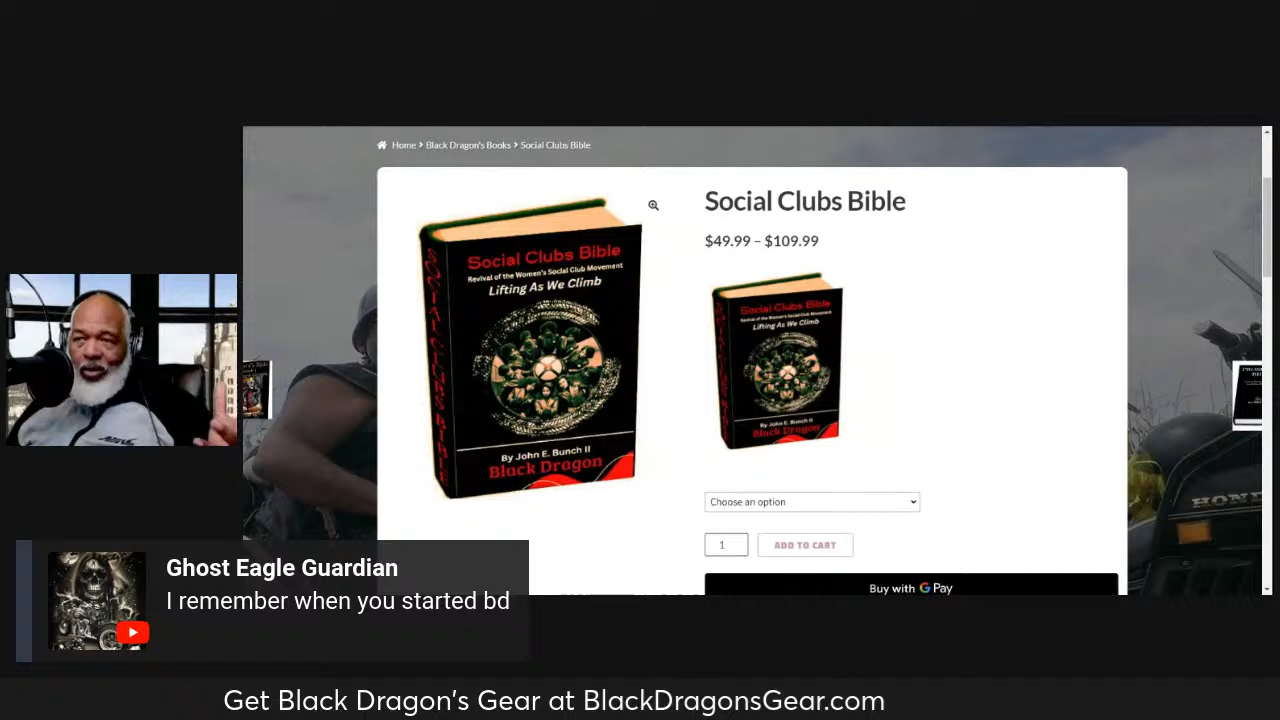 Home > Black Dragon's Books > Social Clubs Bible
Social Clubs Bible
$49.99 – $109.99
SOCIAL CLUBS BIBLE
Social Clubs Bible
Revival of the Women's Social Club Movement
Lifting As We Climb
By John E. Bunch II
Black Dragon
Social Clubs Bible
Revival of the Women's Social Club Movement
Lifting As We Climb
By John E. Bunch II
Black Dragon
Choose an option
1
ADD TO CART
Buy with G Pay
HOND
Ghost Eagle Guardian
I remember when you started bd
Get Black Dragon's Gear at BlackDragonsGear.com